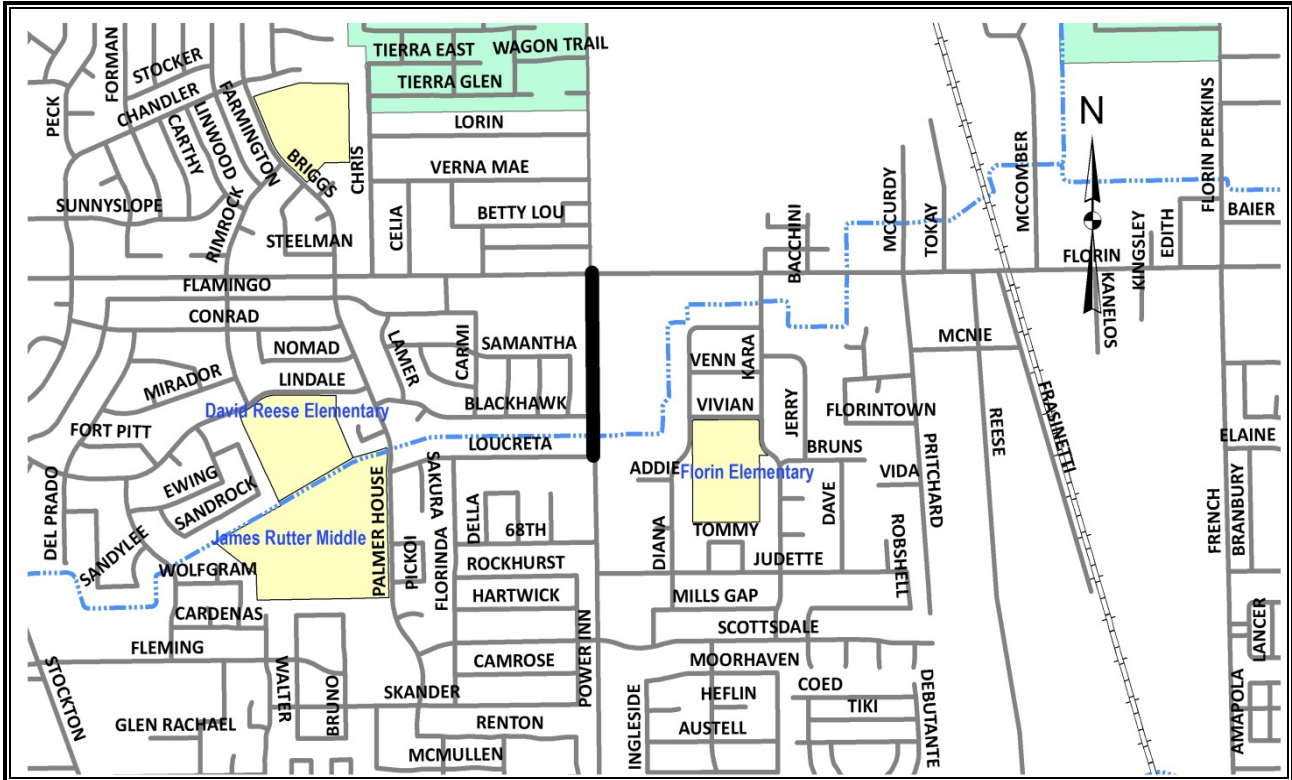 FORMAN
STOCKER
TIERRA EAST
WAGON TRAIL
PECK
CHANDLER
TIERRA GLEN
FARMINGTON
LINWOOD
CARTHY
LORIN
N
FLORIN PERKINS
BRIGGS
CHRIS
VERNA MAE
MCCOMBER
SUNNYSLOPE
RIMROCK
STEELMAN
CELIA
BETTY LOU
BACCHINI
MCCURDY
TOKAY
KINGSLEY
EDITH
BAIER
FLORIN
FLAMINGO
KANELOS
CONRAD
LAMER
CARMI
SAMANTHA
VENN
KARA
MCNIE
NOMAD
MIRADOR
LINDALE
BLACKHAWK
VIVIAN
JERRY
FLORINTOWN
REESE
FRASINETTI
David Reese Elementary
FORT PITT
LOUCRETA
BRUNS
PRITCHARD
ELAINE
EWING
SANDROCK
SAKURA
ADDIE
Florin Elementary
VIDA
DEL PRADO
DELLA
68TH
DAVE
FRENCH
BRANBURY
SANDYLEE
James Rutter Middle
PALMER HOUSE
PICKOI
FLORINDA
DIANA
TOMMY
JUDETTE
ROBSHELL
WOLFGRAM
ROCKHURST
CARDENAS
HARTWICK
MILLS GAP
FLEMING
SCOTTSDALE
LANCER
STOCKTON
WALTER
BRUNO
CAMROSE
POWER INN
MOORHAVEN
SKANDER
HEFLIN
COED
DEBUTANTE
TIKI
GLEN RACHAEL
RENTON
INGLESIDE
AUSTELL
AMAPOLA
MCMULLEN